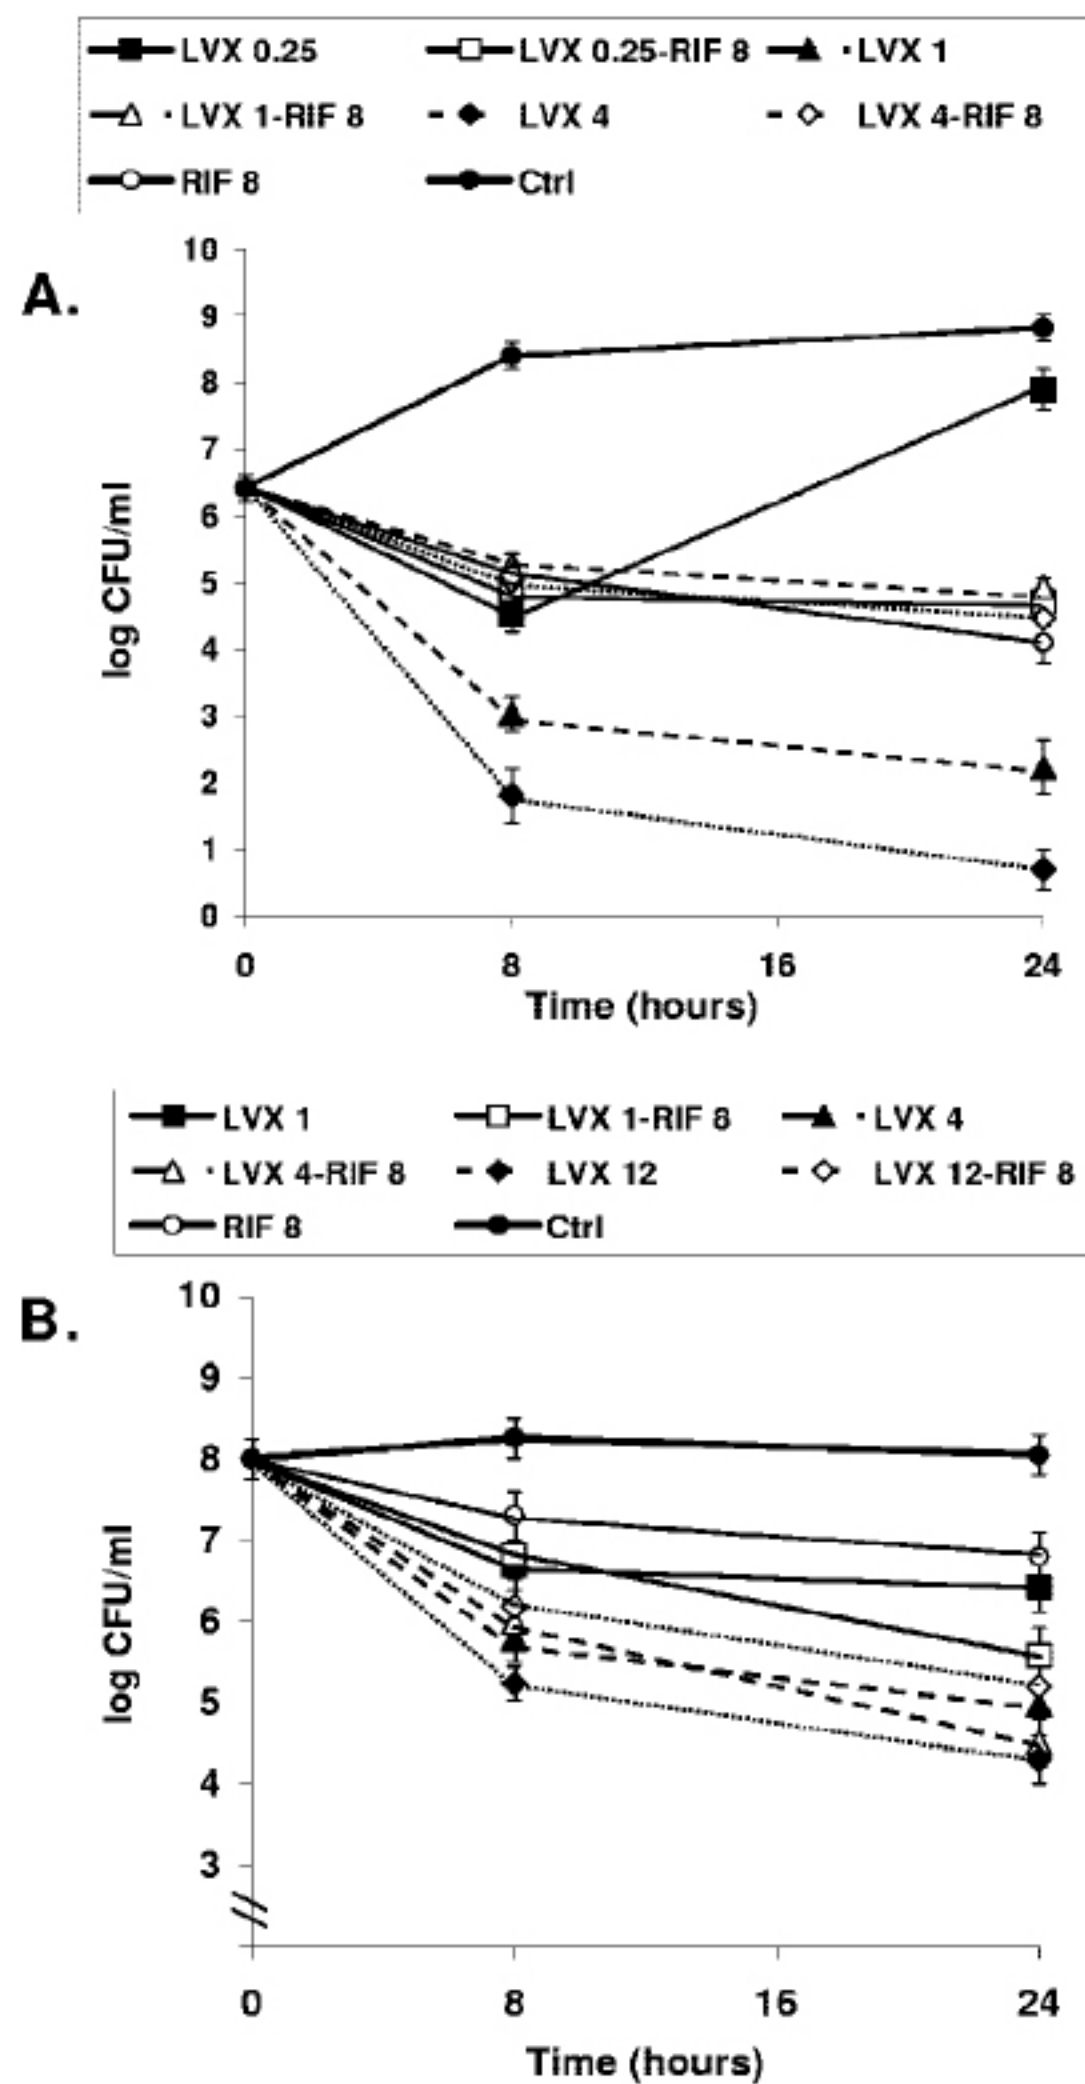 LVX 0.25 LVX 0.25-RIF 8 LVX 1
LVX 1-RIF 8 LVX 4 LVX 4-RIF 8
RIF 8 Ctrl
A.
10
9
8
7
6
5
4
3
2
1
0
log CFU/ml
0 8 16 24
Time (hours)
LVX 1 LVX 1-RIF 8 LVX 4
LVX 4-RIF 8 LVX 12 LVX 12-RIF 8
RIF 8 Ctrl
B.
10
9
8
7
6
5
4
3
log CFU/ml
0 8 16 24
Time (hours)